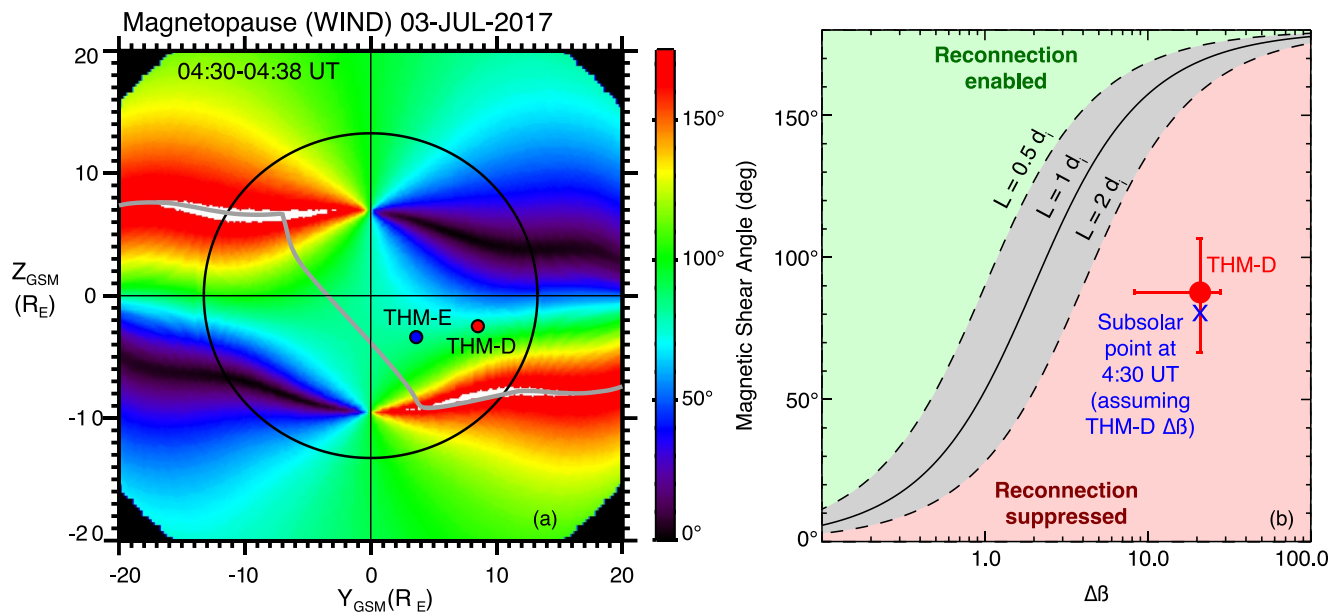 Magnetopause (WIND) 03-JUL-2017
04:30-04:38 UT
20
10
0
-10
-20
Z_GSM
(R_E)
THM-E
THM-D
(a)
-20
-10
0
10
20
Y_GSM(R_E)
150°
100°
50°
0°
Magnetic Shear Angle (deg)
150°
100°
50°
0°
Reconnection
enabled
L = 0.5 d_i
L = 1 d_i
L = 2 d_i
THM-D
Subsolar
point at
4:30 UT
(assuming
THM-D Δß)
Reconnection
suppressed
(b)
1.0
10.0
100.0
Δß